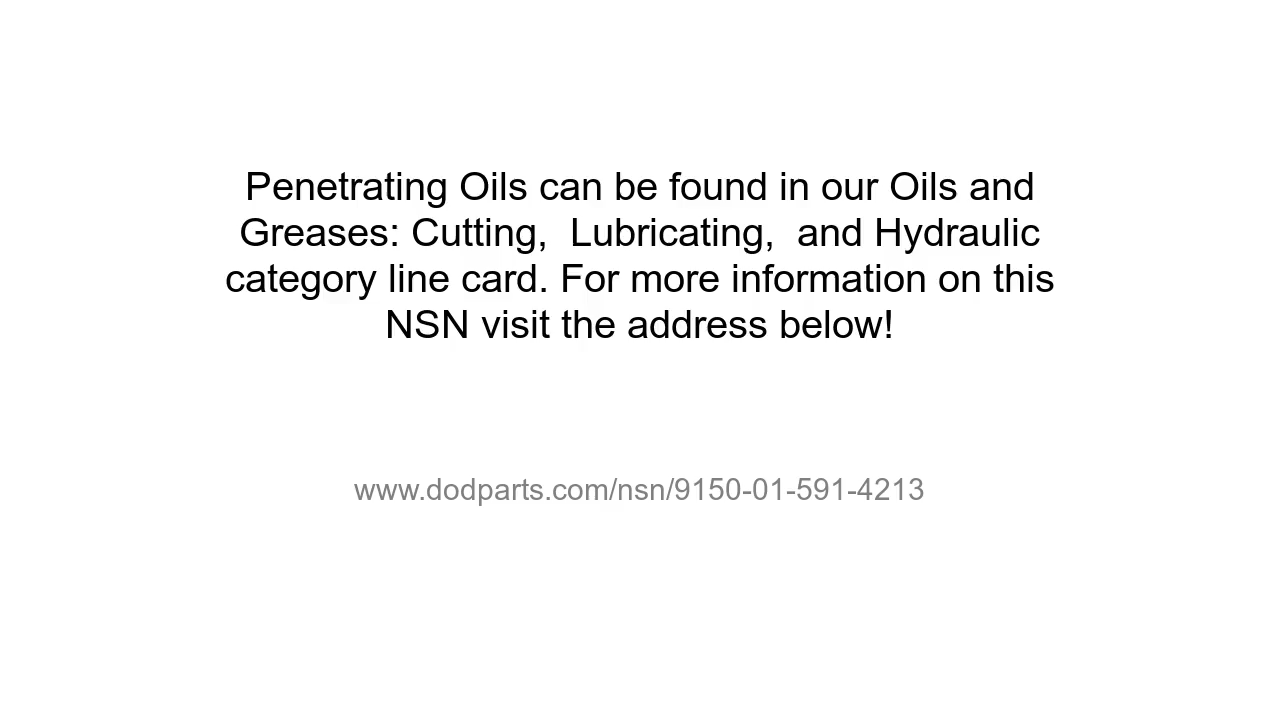 Penetrating Oils can be found in our Oils and
Greases: Cutting,  Lubricating,  and Hydraulic
category line card. For more information on this
NSN visit the address below!
www.dodparts.com/nsn/9150-01-591-4213